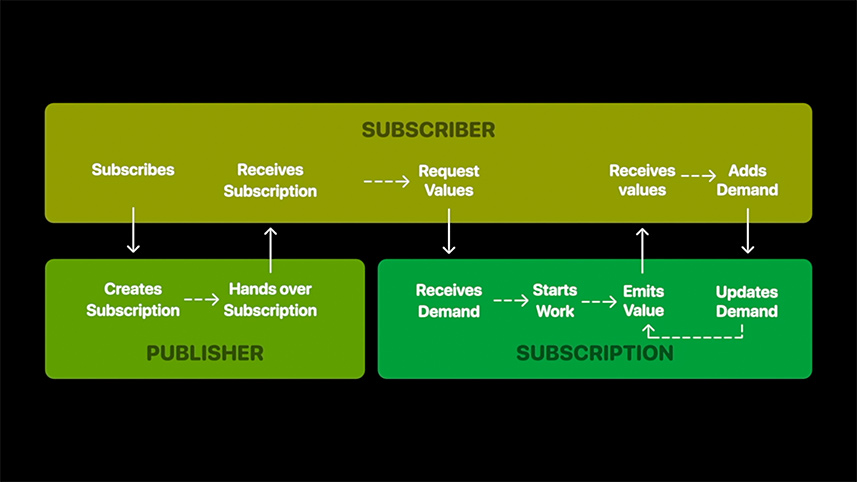 SUBSCRIBER
Subscribes
Receives
Subscription
Request
Values
Receives
values
Adds
Demand
Creates
Subscription
Hands over
Subscription
PUBLISHER
Receives
Demand
Starts
Work
Emits
Value
Updates
Demand
SUBSCRIPTION